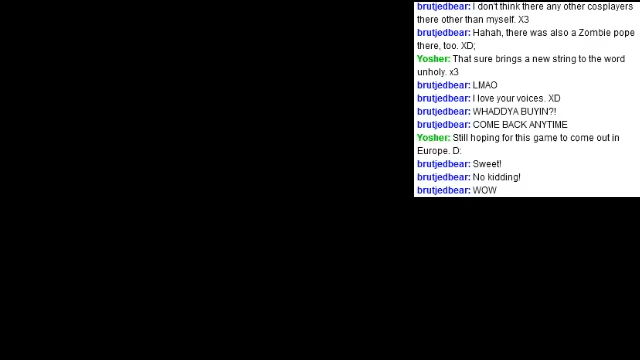 brutjedbear: I don't think there any other cosplayers
there other than myself. X3
brutjedbear: Hahah, there was also a Zombie pope
there, too. XD;
Yosher: That sure brings a new string to the word
unholy. x3
brutjedbear: LMAO
brutjedbear: I love your voices. XD
brutjedbear: WHADDYA BUYIN?!
brutjedbear: COME BACK ANYTIME
Yosher: Still hoping for this game to come out in
Europe. D:
brutjedbear: Sweet!
brutjedbear: No kidding!
brutjedbear: WOW